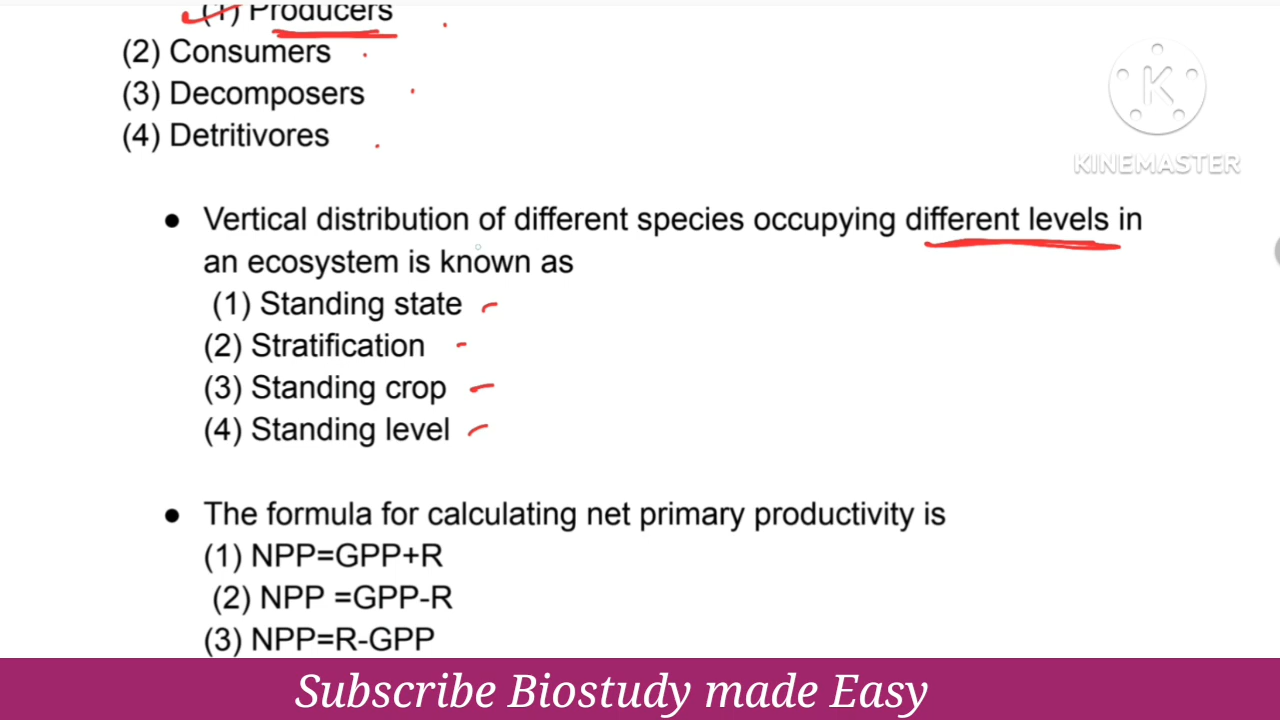 (1) Producers
(2) Consumers
(3) Decomposers
(4) Detritivores
KINEMASTER
● Vertical distribution of different species occupying different levels in
an ecosystem is known as
(1) Standing state
(2) Stratification
(3) Standing crop
(4) Standing level
● The formula for calculating net primary productivity is
(1) NPP=GPP+R
(2) NPP =GPP-R
(3) NPP=R-GPP
Subscribe Biostudy made Easy